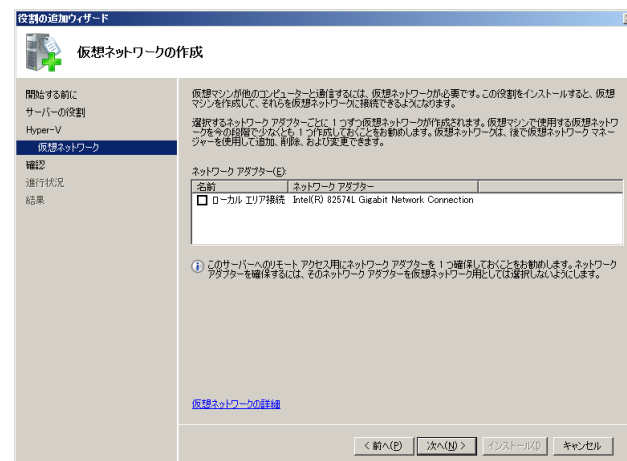 役割の追加ウィザード
仮想ネットワークの作成
開始する前に
サーバーの役割
Hyper-V
仮想ネットワーク
確認
進行状況
結果
仮想マシンが他のコンピューターと通信するには、仮想ネットワークが必要です。この役割をインストールすると、仮想
マシンを作成して、それらを仮想ネットワークに接続できるようになります。
選択するネットワーク アダプターごとに 1 つずつ仮想ネットワークが作成されます。仮想マシンで使用する仮想ネットワ
ークを今の段階で少なくとも 1 つ作成しておくことをお勧めします。仮想ネットワークは、後で仮想ネットワーク マネー
ジャーを使用して追加、削除、および変更できます。
ネットワーク アダプター(E):
名前 ネットワーク アダプター
ローカル エリア接続 Intel(R) 82574L Gigabit Network Connection
このサーバーへのリモート アクセス用にネットワーク アダプターを 1 つ確保しておくことをお勧めします。ネットワーク
アダプターを確保するには、そのネットワーク アダプターを仮想ネットワーク用としては選択しないようにします。
仮想ネットワークの詳細
< 前へ(P) 次へ(N) > インストール(I) キャンセル